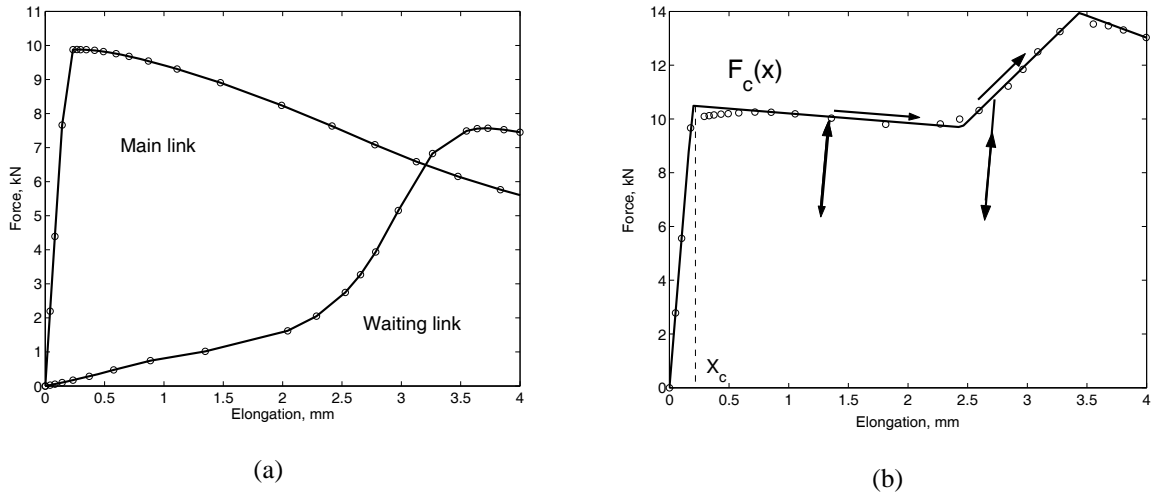 11
10
9
8
7
6
5
4
3
2
1
0
Force, kN
Main link
Waiting link
0 0.5 1 1.5 2 2.5 3 3.5 4
Elongation, mm
(a)
14
12
10
8
6
4
2
0
Force, kN
F_c(x)
X_c
0 0.5 1 1.5 2 2.5 3 3.5 4
Elongation, mm
(b)